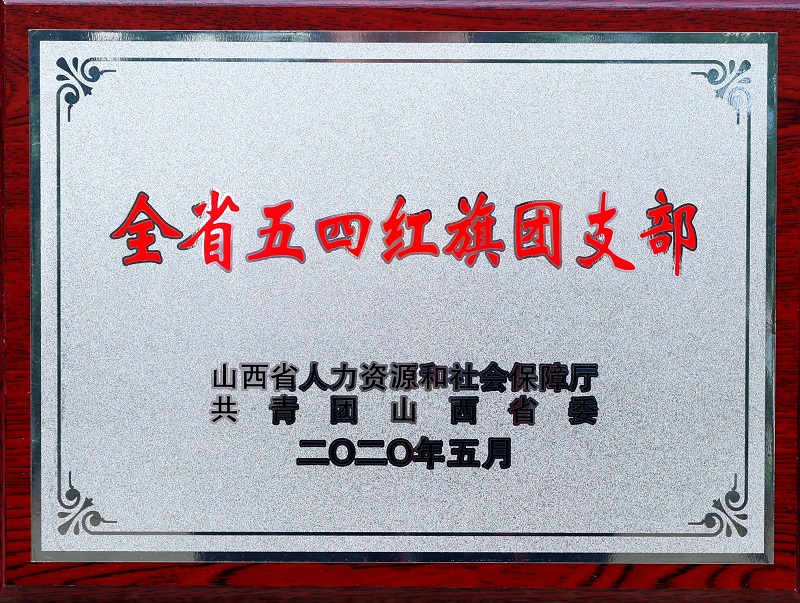 全省五四红旗团支部
山西省人力资源和社会保障厅
共青团山西省委
二〇二〇年五月